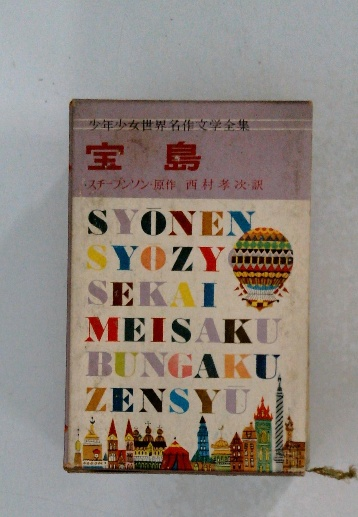 少年少女世界名作文学全集
宝島
・スチーブンソン・原作 西村孝次・訳
SYŌNEN
SYOZY
SEKAI
MEISAKU
BUNGAKU
ZENSYŪ